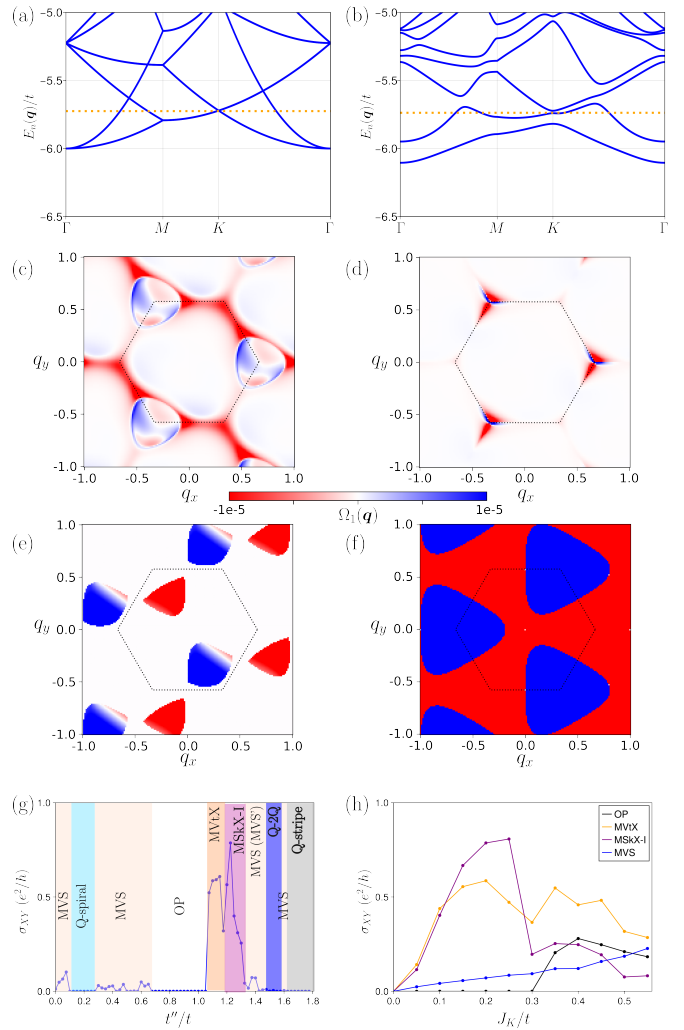 (a)
-5.0
-5.5
-6.0
-6.5
E_n(q)/t
Γ M K Γ
(b)
-5.0
-5.5
-6.0
-6.5
E_n(q)/t
Γ M K Γ
(c)
1.0
0.5
0.0
-0.5
-1.0
q_y
-1.0 -0.5 0.0 0.5 1.0
q_x
(d)
1.0
0.5
0.0
-0.5
-1.0
q_y
-1.0 -0.5 0.0 0.5 1.0
q_x
-1e-5 Ω_1(q) 1e-5
(e)
1.0
0.5
0.0
-0.5
-1.0
q_y
-1.0 -0.5 0.0 0.5 1.0
q_x
(f)
1.0
0.5
0.0
-0.5
-1.0
q_y
-1.0 -0.5 0.0 0.5 1.0
q_x
(g)
1.0
0.5
0.0
σ_XY (e²/h)
MVS
Q-spiral
MVS
OP
MVtX
MSkX-I
MVS (MVS')
Q-2Q
MVS
Q-stripe
0.0 0.2 0.4 0.6 0.8 1.0 1.2 1.4 1.6 1.8
t''/t
(h)
1.0
0.5
0.0
σ_XY (e²/h)
OP
MVtX
MSkX-I
MVS
0.0 0.1 0.2 0.3 0.4 0.5
J_K/t